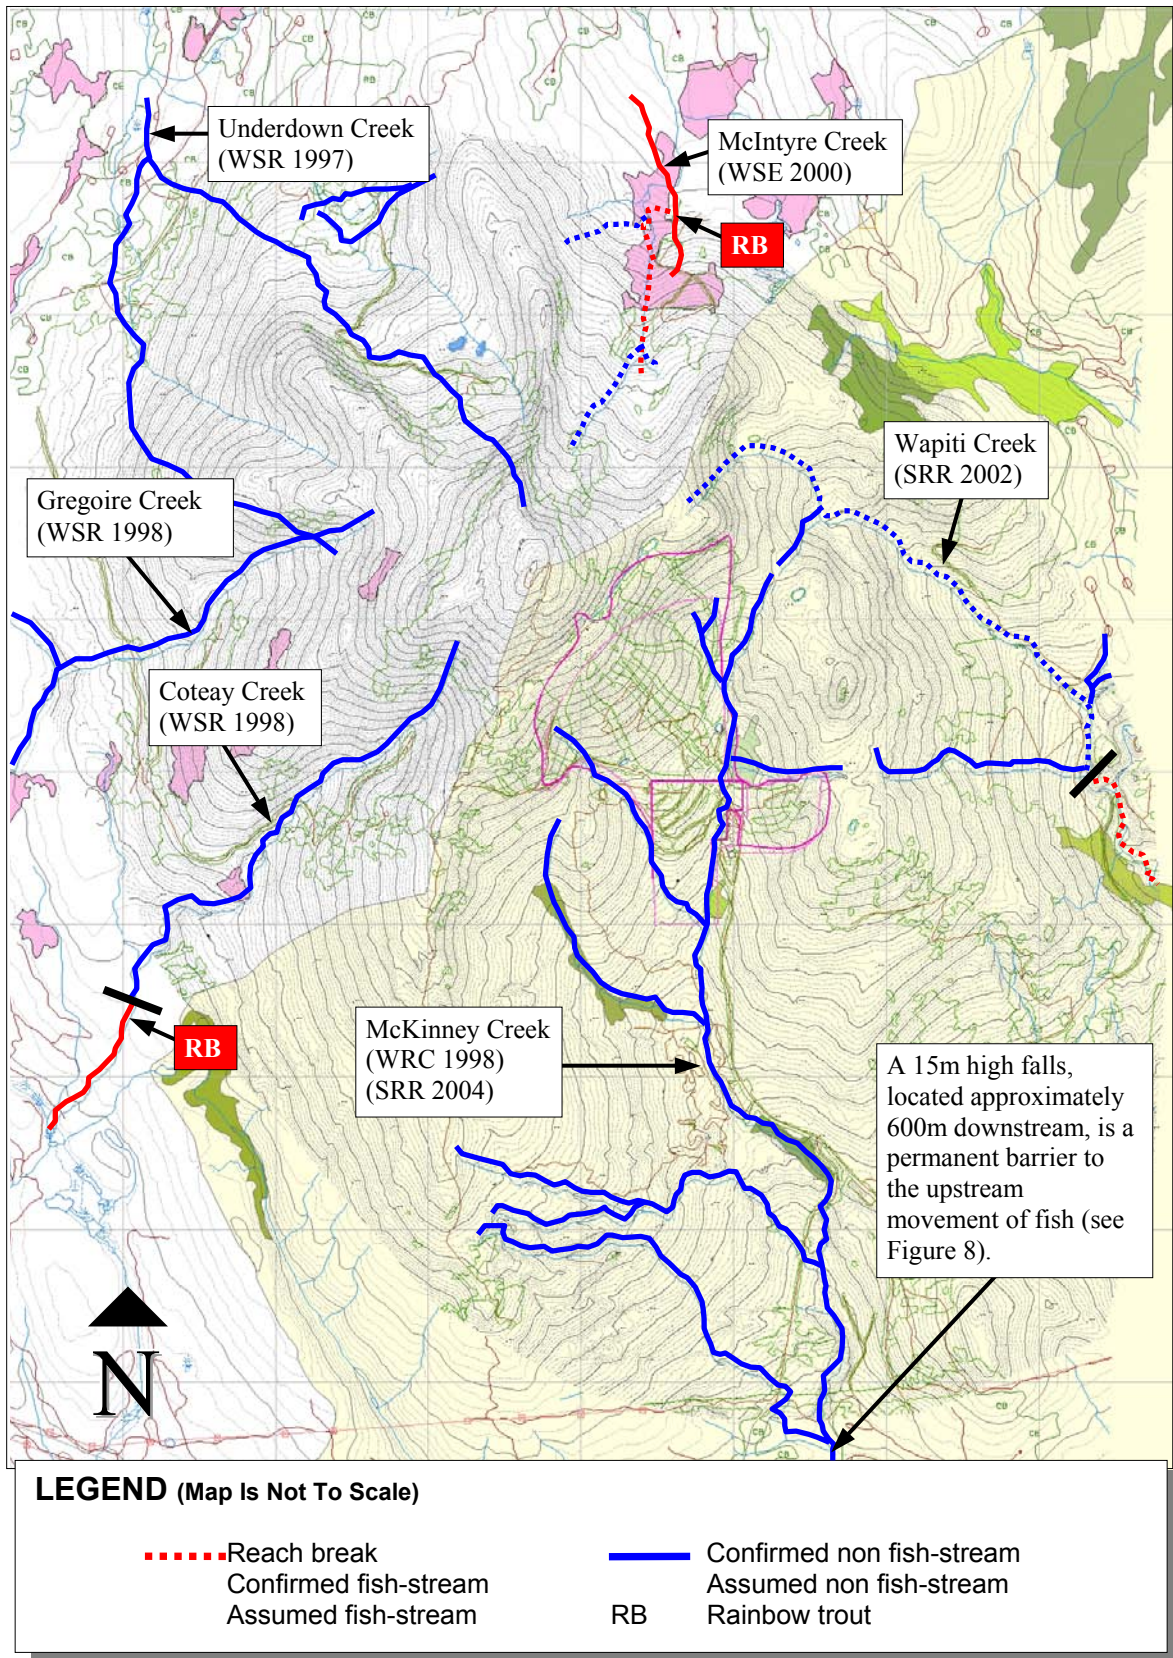 Underdown Creek
(WSR 1997)
McIntyre Creek
(WSE 2000)
RB
Wapiti Creek
(SRR 2002)
Gregoire Creek
(WSR 1998)
Coteay Creek
(WSR 1998)
McKinney Creek
(WRC 1998)
(SRR 2004)
RB
A 15m high falls,
located approximately
600m downstream, is a
permanent barrier to
the upstream
movement of fish (see
Figure 8).
N
LEGEND (Map Is Not To Scale)
Reach break
Confirmed fish-stream
Assumed fish-stream
Confirmed non fish-stream
Assumed non fish-stream
RB Rainbow trout